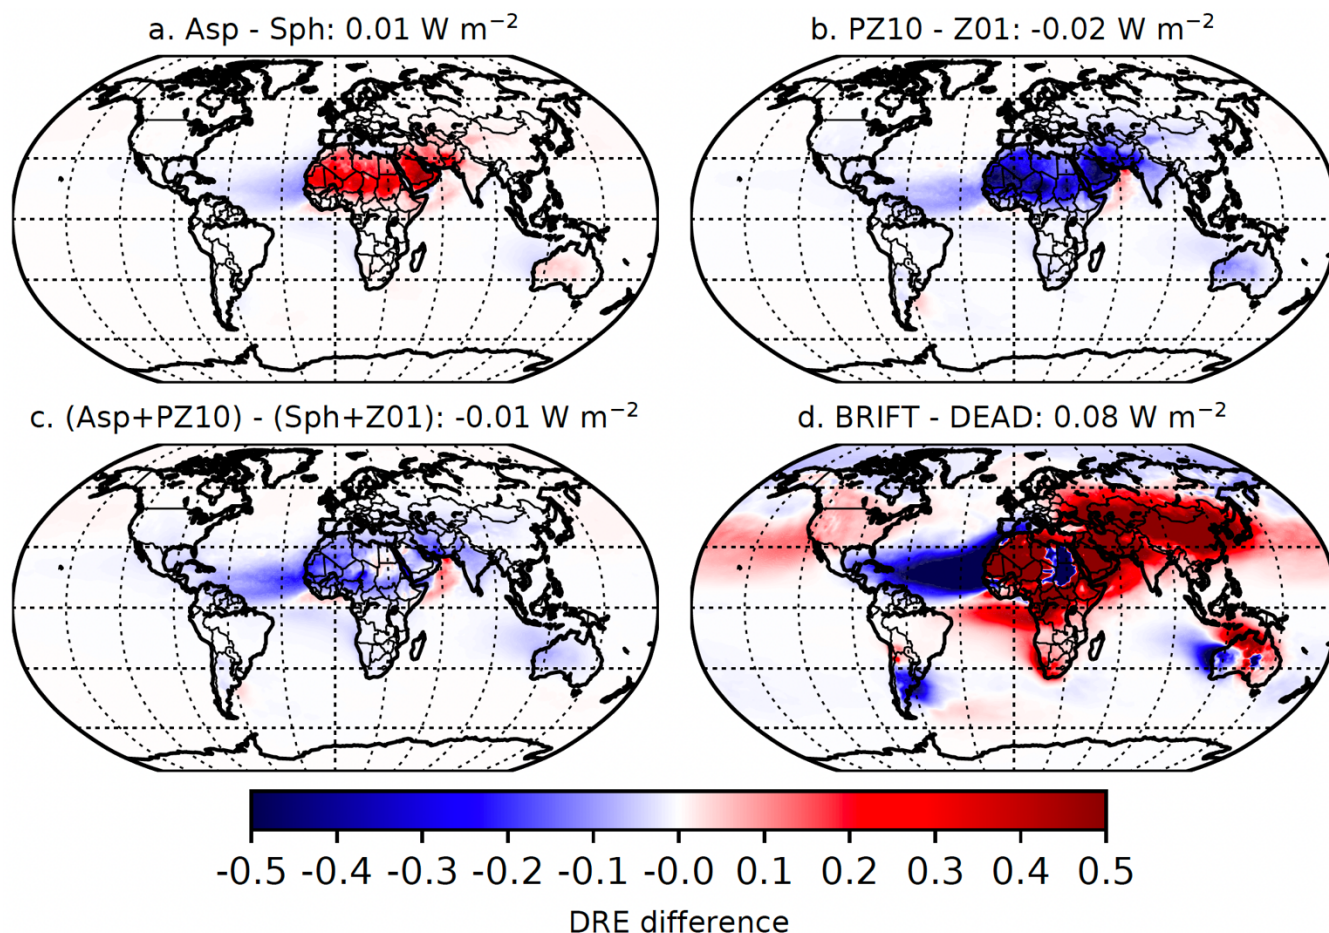 a. Asp - Sph: 0.01 W m⁻²
b. PZ10 - Z01: -0.02 W m⁻²
c. (Asp+PZ10) - (Sph+Z01): -0.01 W m⁻²
d. BRIFT - DEAD: 0.08 W m⁻²
-0.5 -0.4 -0.3 -0.2 -0.1 -0.0 0.1 0.2 0.3 0.4 0.5
DRE difference